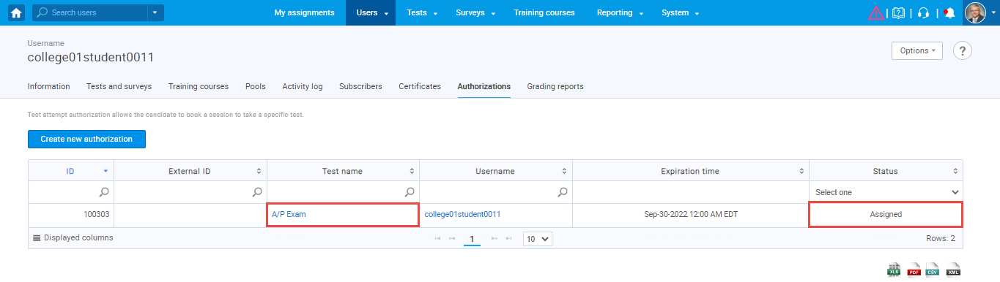 Search users
My assignments Users Tests Surveys Training courses Reporting System
Username
college01student0011
Options
?
Information Tests and surveys Training courses Pools Activity log Subscribers Certificates Authorizations Grading reports
Test attempt authorization allows the candidate to book a session to take a specific test.
Create new authorization
ID External ID Test name Username Expiration time Status
Select one
100303 A/P Exam college01student0011 Sep-30-2022 12:00 AM EDT Assigned
Displayed columns 1 10 Rows: 2
XLS PDF CSV XML